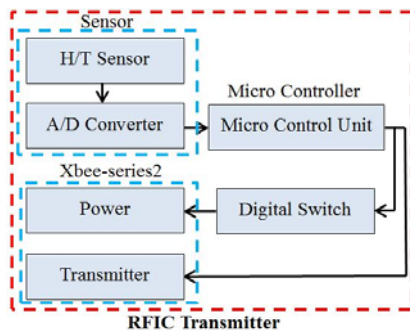 Sensor
H/T Sensor
Micro Controller
A/D Converter
Micro Control Unit
Xbee-series2
Power
Digital Switch
Transmitter
RFIC Transmitter